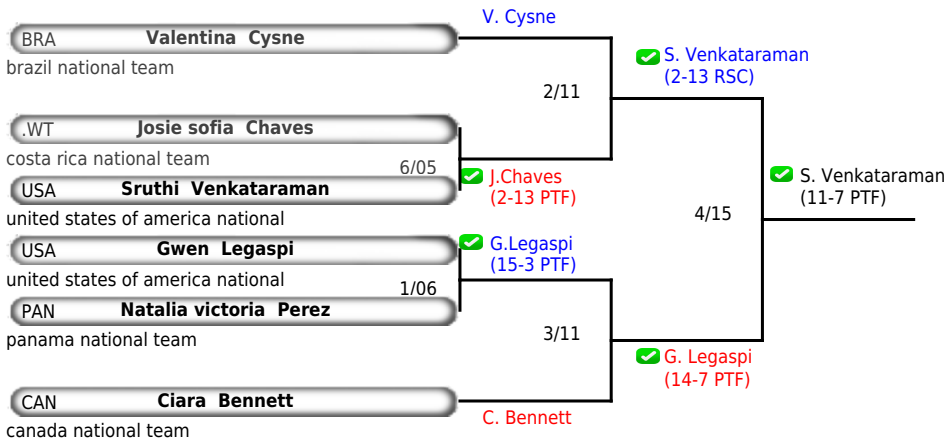 V. Cysne
BRA Valentina Cysne
brazil national team
S. Venkataraman
(2-13 RSC)
2/11
.WT Josie sofia Chaves
costa rica national team
6/05
J.Chaves
(2-13 PTF)
USA Sruthi Venkataraman
united states of america national
S. Venkataraman
(11-7 PTF)
4/15
USA Gwen Legaspi
united states of america national
G.Legaspi
(15-3 PTF)
1/06
PAN Natalia victoria Perez
panama national team
3/11
G. Legaspi
(14-7 PTF)
CAN Ciara Bennett
canada national team
C. Bennett